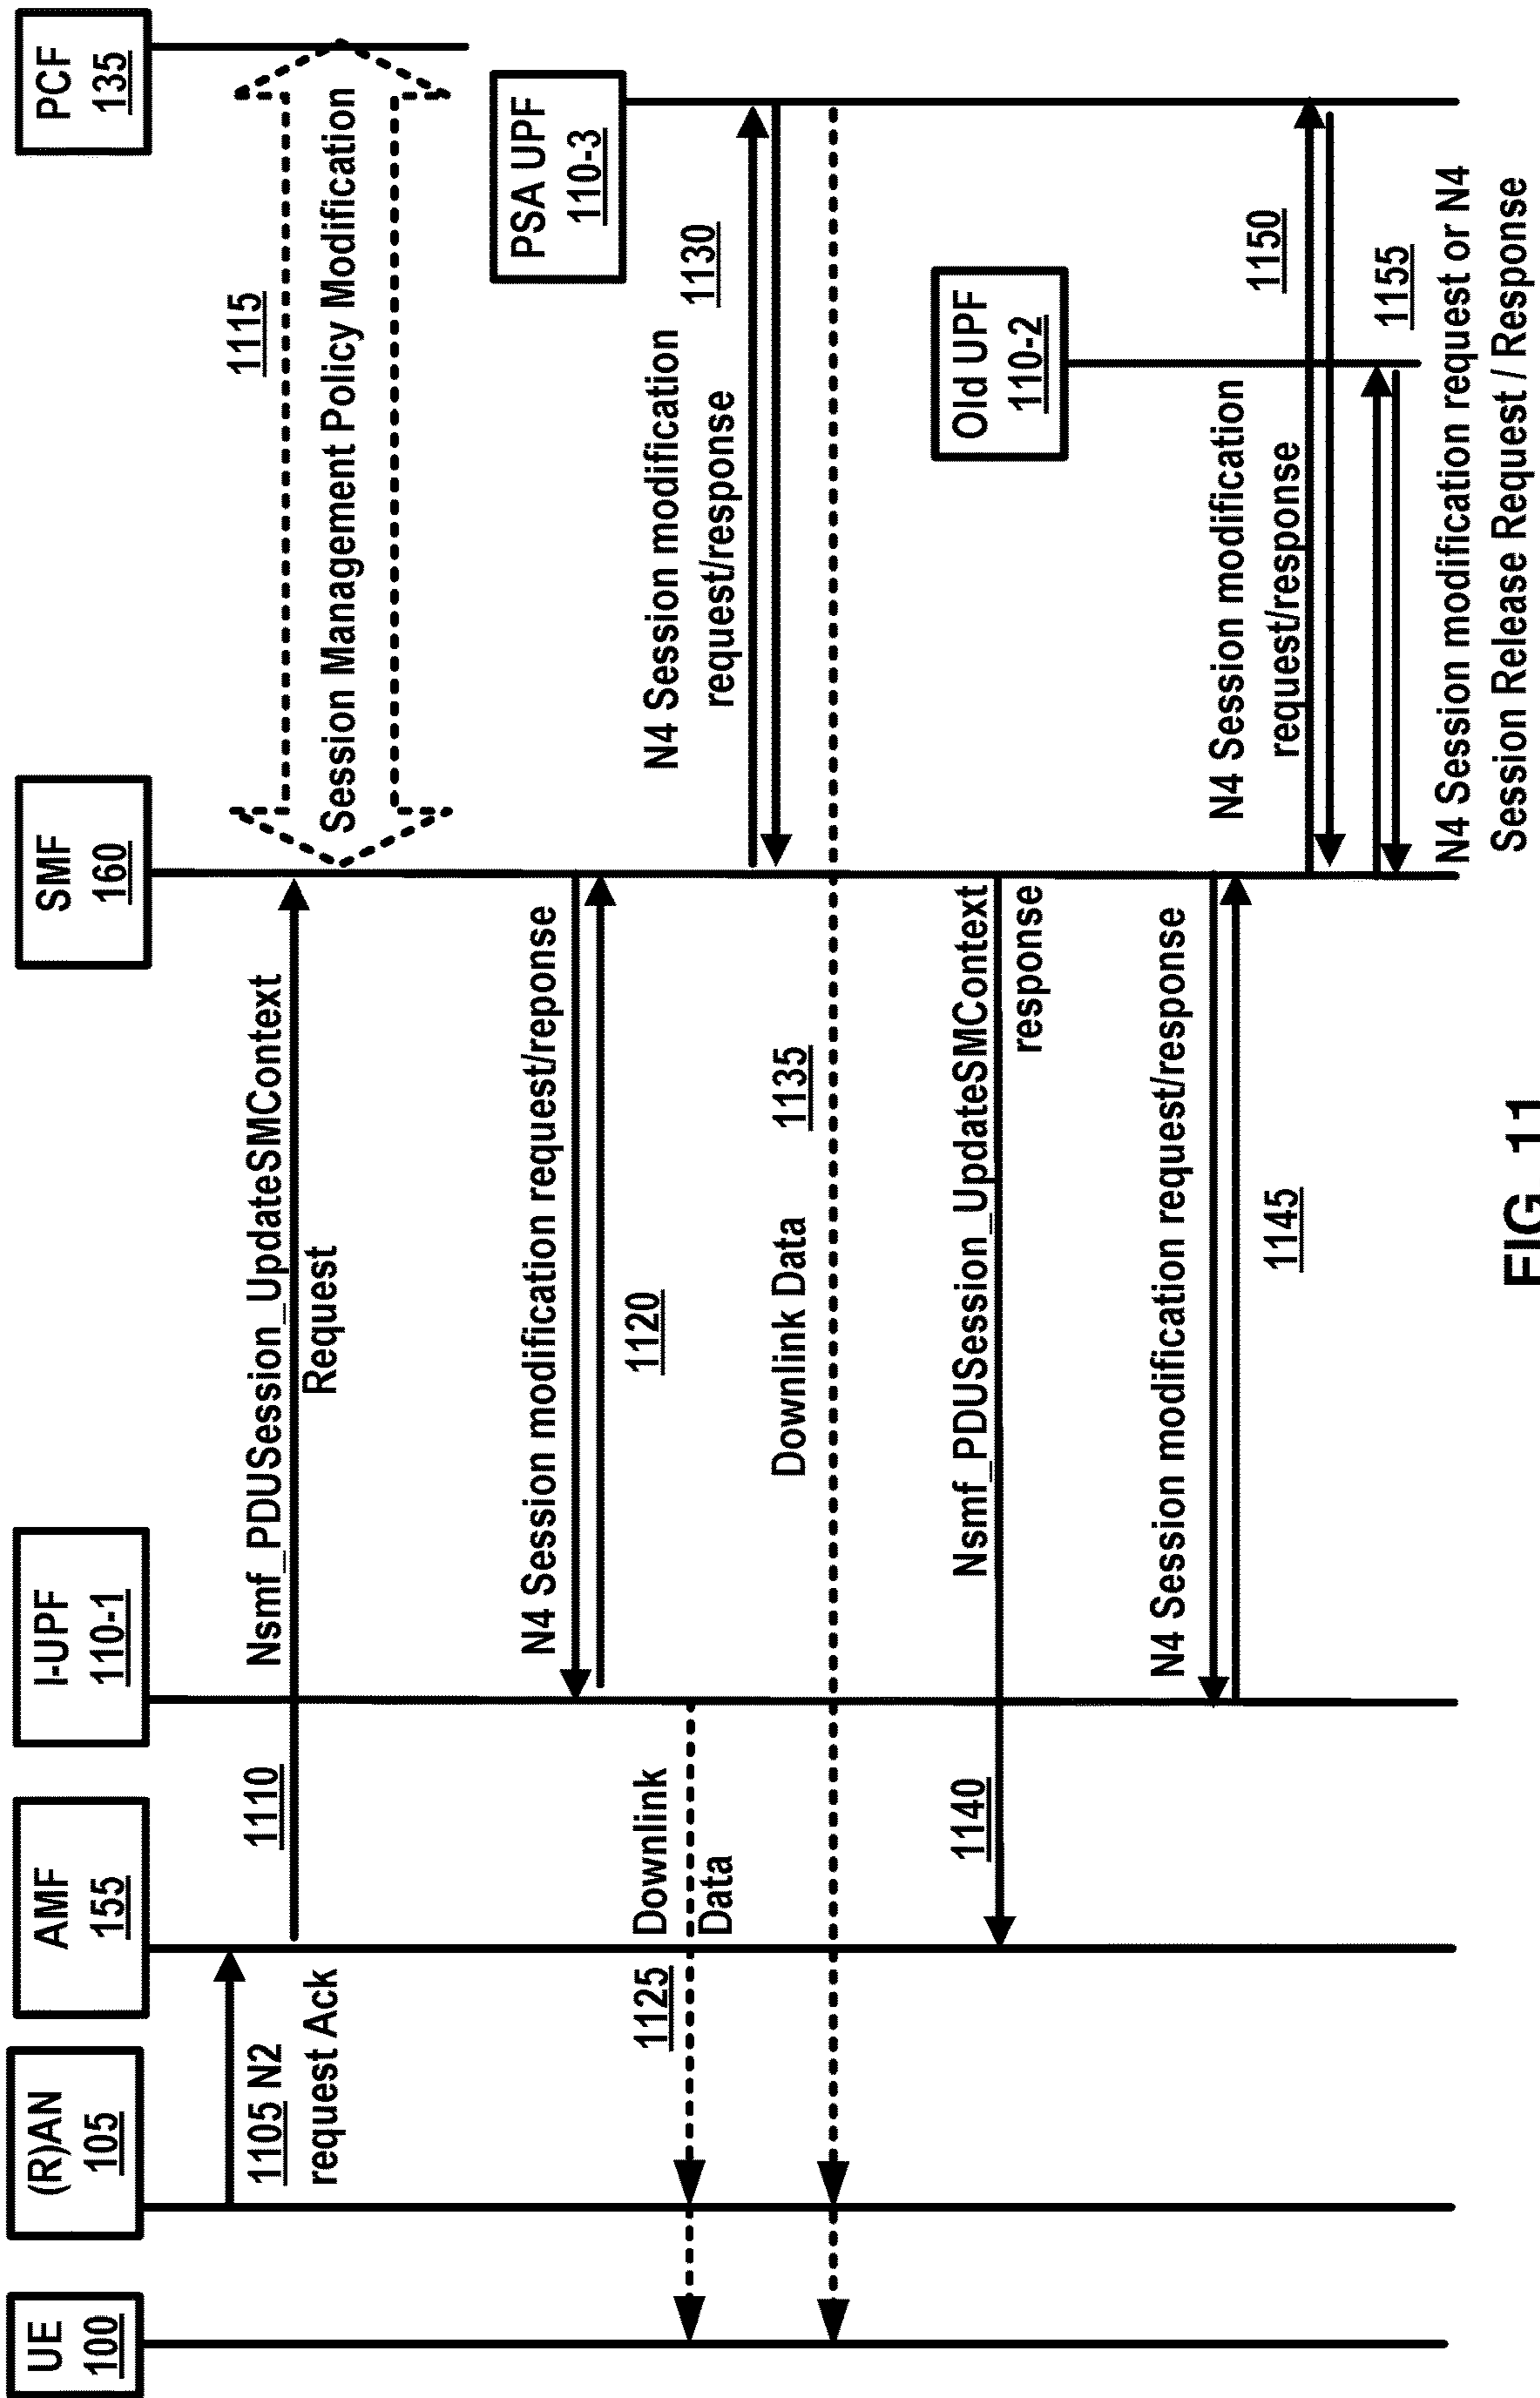 UE
100
(R)AN
105
AMF
155
I-UPF
110-1
SMF
160
PCF
135
1105 N2
request Ack
1110
Nsmf_PDUSession_UpdateSMContext
Request
1115
Session Management Policy Modification
N4 Session modification request/reponse
1120
PSA UPF
110-3
1125
Downlink
Data
N4 Session modification
request/response
1130
Downlink Data
1135
Old UPF
110-2
1140
Nsmf_PDUSession_UpdateSMContext
response
N4 Session modification request/response
1145
N4 Session modification
request/response
1150
1155
N4 Session modification request or N4
Session Release Request / Response
FIG. 11